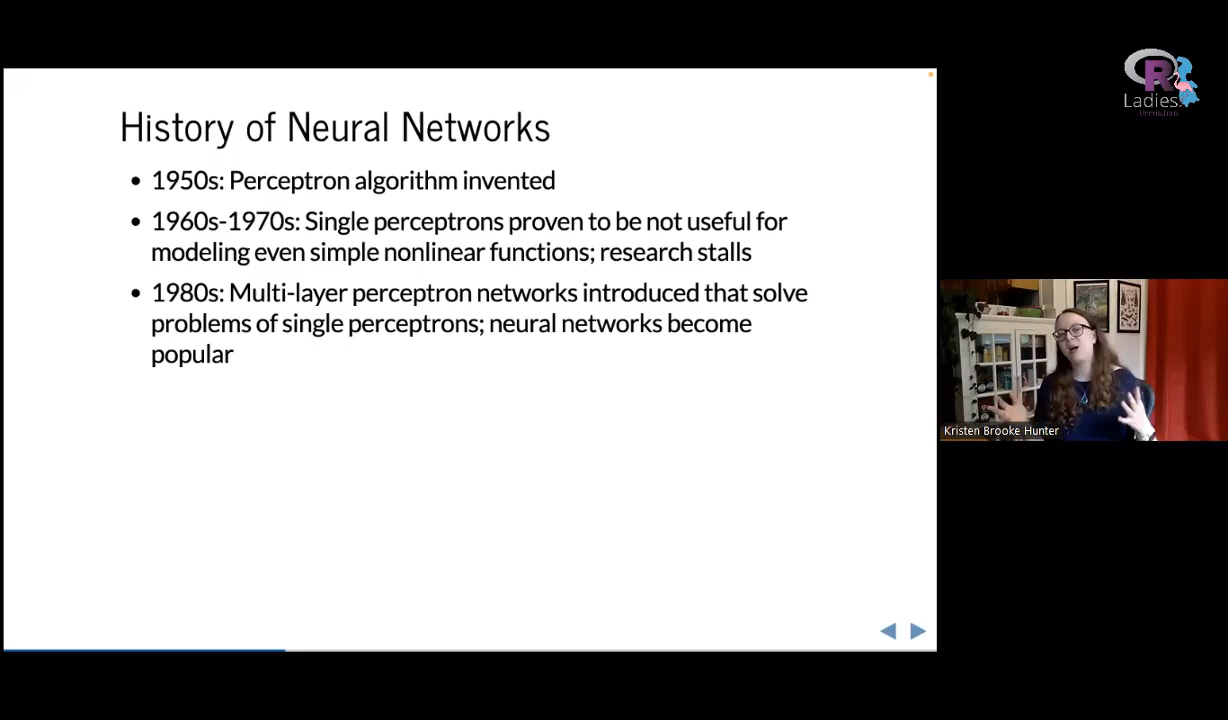 History of Neural Networks
• 1950s: Perceptron algorithm invented
• 1960s-1970s: Single perceptrons proven to be not useful for
modeling even simple nonlinear functions; research stalls
• 1980s: Multi-layer perceptron networks introduced that solve
problems of single perceptrons; neural networks become
popular
R
Ladies
Kristen Brooke Hunter